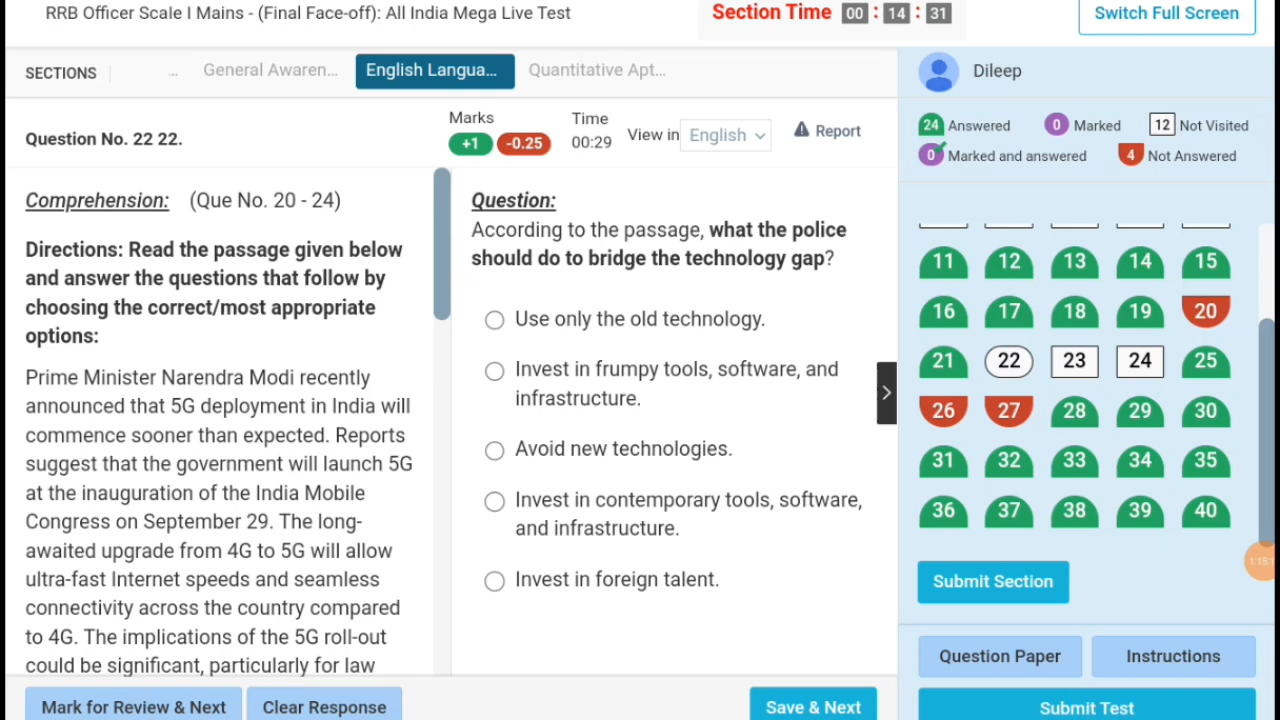 RRB Officer Scale I Mains - (Final Face-off): All India Mega Live Test
Section Time 00 : 14 : 31
Switch Full Screen
SECTIONS
...
General Awaren...
English Langua...
Quantitative Apt...
Dileep
Question No. 22 22.
Marks
+1 -0.25
Time
00:29
View in English
Report
24 Answered
0 Marked
12 Not Visited
0 Marked and answered
4 Not Answered
Comprehension: (Que No. 20 - 24)
Directions: Read the passage given below
and answer the questions that follow by
choosing the correct/most appropriate
options:
Prime Minister Narendra Modi recently
announced that 5G deployment in India will
commence sooner than expected. Reports
suggest that the government will launch 5G
at the inauguration of the India Mobile
Congress on September 29. The long-
awaited upgrade from 4G to 5G will allow
ultra-fast Internet speeds and seamless
connectivity across the country compared
to 4G. The implications of the 5G roll-out
could be significant, particularly for law
Question:
According to the passage, what the police
should do to bridge the technology gap?
Use only the old technology.
Invest in frumpy tools, software, and
infrastructure.
Avoid new technologies.
Invest in contemporary tools, software,
and infrastructure.
Invest in foreign talent.
11 12 13 14 15
16 17 18 19 20
21 22 23 24 25
26 27 28 29 30
31 32 33 34 35
36 37 38 39 40
Submit Section
Question Paper
Instructions
Mark for Review & Next
Clear Response
Save & Next
Submit Test